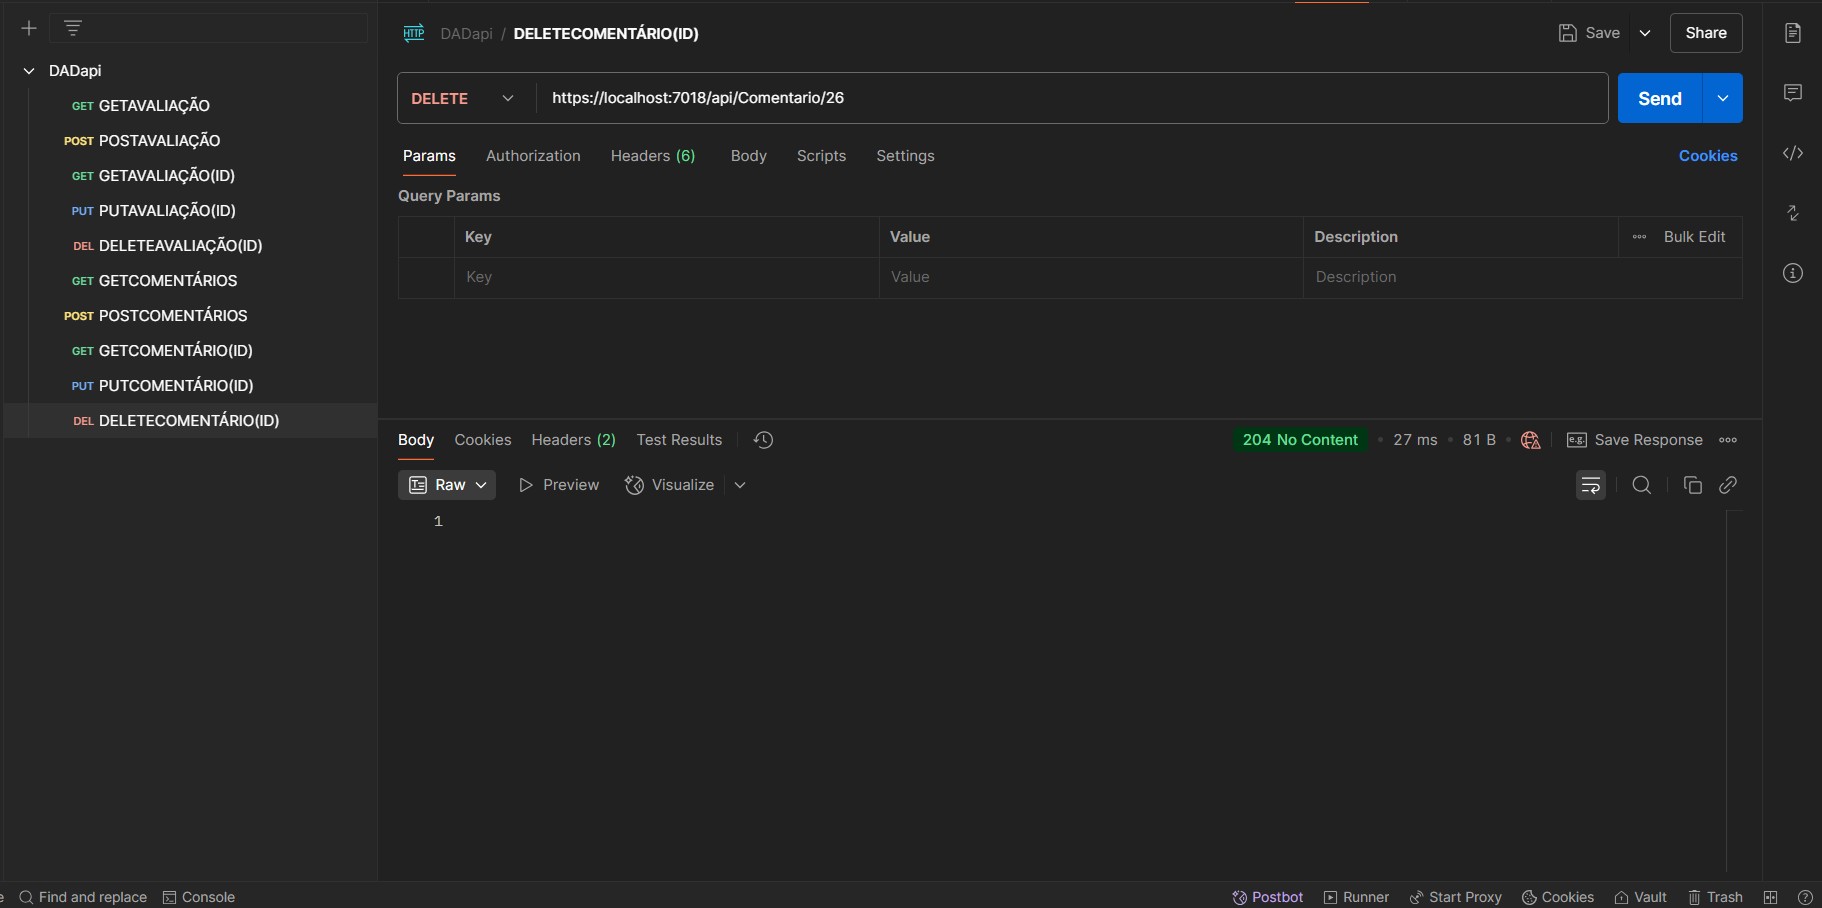 HTTP DADapi / DELETECOMENTÁRIO(ID) Save Share
DADapi
GET GETAVALIAÇÃO
POST POSTAVALIAÇÃO
GET GETAVALIAÇÃO(ID)
PUT PUTAVALIAÇÃO(ID)
DEL DELETEAVALIAÇÃO(ID)
GET GETCOMENTÁRIOS
POST POSTCOMENTÁRIOS
GET GETCOMENTÁRIO(ID)
PUT PUTCOMENTÁRIO(ID)
DEL DELETECOMENTÁRIO(ID)
DELETE https://localhost:7018/api/Comentario/26 Send
Params Authorization Headers (6) Body Scripts Settings Cookies
Query Params
Key Value Description Bulk Edit
Key Value Description
Body Cookies Headers (2) Test Results 204 No Content 27 ms 81 B e.g. Save Response
Raw Preview Visualize
1
e Find and replace Console Postbot Runner Start Proxy Cookies Vault Trash